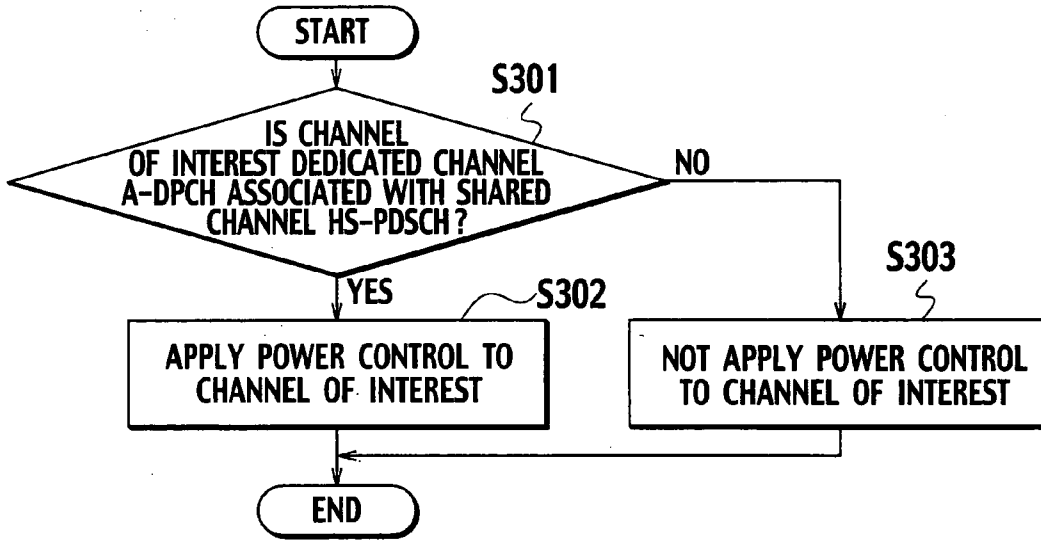 START
S301
IS CHANNEL
OF INTEREST DEDICATED CHANNEL
A-DPCH ASSOCIATED WITH SHARED
CHANNEL HS-PDSCH?
NO
YES
S302
S303
APPLY POWER CONTROL TO
CHANNEL OF INTEREST
NOT APPLY POWER CONTROL
TO CHANNEL OF INTEREST
END